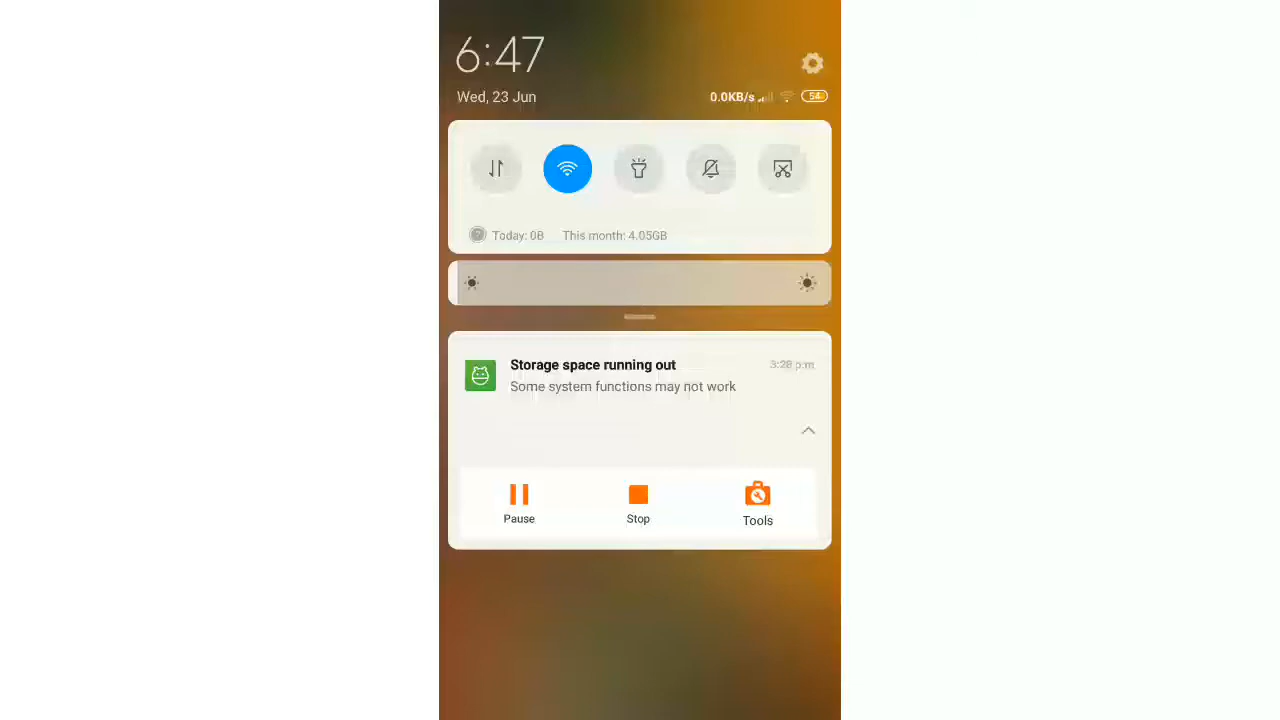 6:47
Wed, 23 Jun
0.0KB/s
54
Today: 0B This month: 4.05GB
Storage space running out
3:28 p.m
Some system functions may not work
Pause Stop Tools